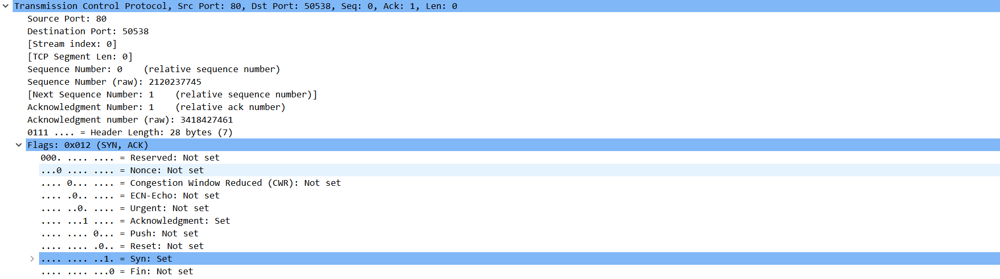 Transmission Control Protocol, Src Port: 80, Dst Port: 50538, Seq: 0, Ack: 1, Len: 0
Source Port: 80
Destination Port: 50538
[Stream index: 0]
[TCP Segment Len: 0]
Sequence Number: 0    (relative sequence number)
Sequence Number (raw): 2120237745
[Next Sequence Number: 1    (relative sequence number)]
Acknowledgment Number: 1    (relative ack number)
Acknowledgment number (raw): 3418427461
0111 .... = Header Length: 28 bytes (7)
Flags: 0x012 (SYN, ACK)
000. .... .... = Reserved: Not set
...0 .... .... = Nonce: Not set
.... 0... .... = Congestion Window Reduced (CWR): Not set
.... .0.. .... = ECN-Echo: Not set
.... ..0. .... = Urgent: Not set
.... ...1 .... = Acknowledgment: Set
.... .... 0... = Push: Not set
.... .... .0.. = Reset: Not set
.... .... ..1. = Syn: Set
.... .... ...0 = Fin: Not set